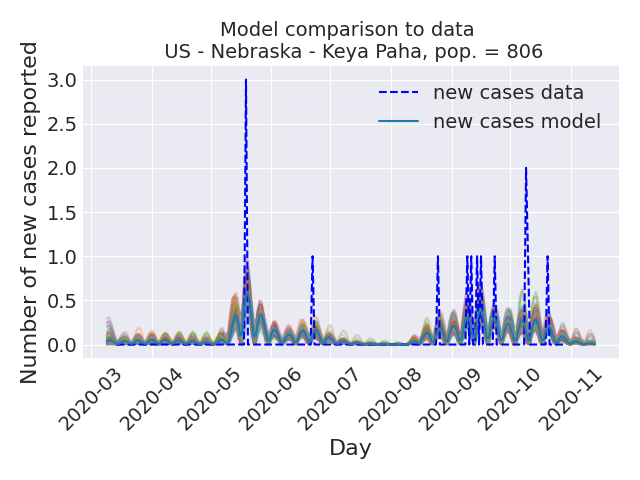 Model comparison to data
US - Nebraska - Keya Paha, pop. = 806
Number of new cases reported
3.0
2.5
2.0
1.5
1.0
0.5
0.0
new cases data
new cases model
2020-03
2020-04
2020-05
2020-06
2020-07
2020-08
2020-09
2020-10
2020-11
Day